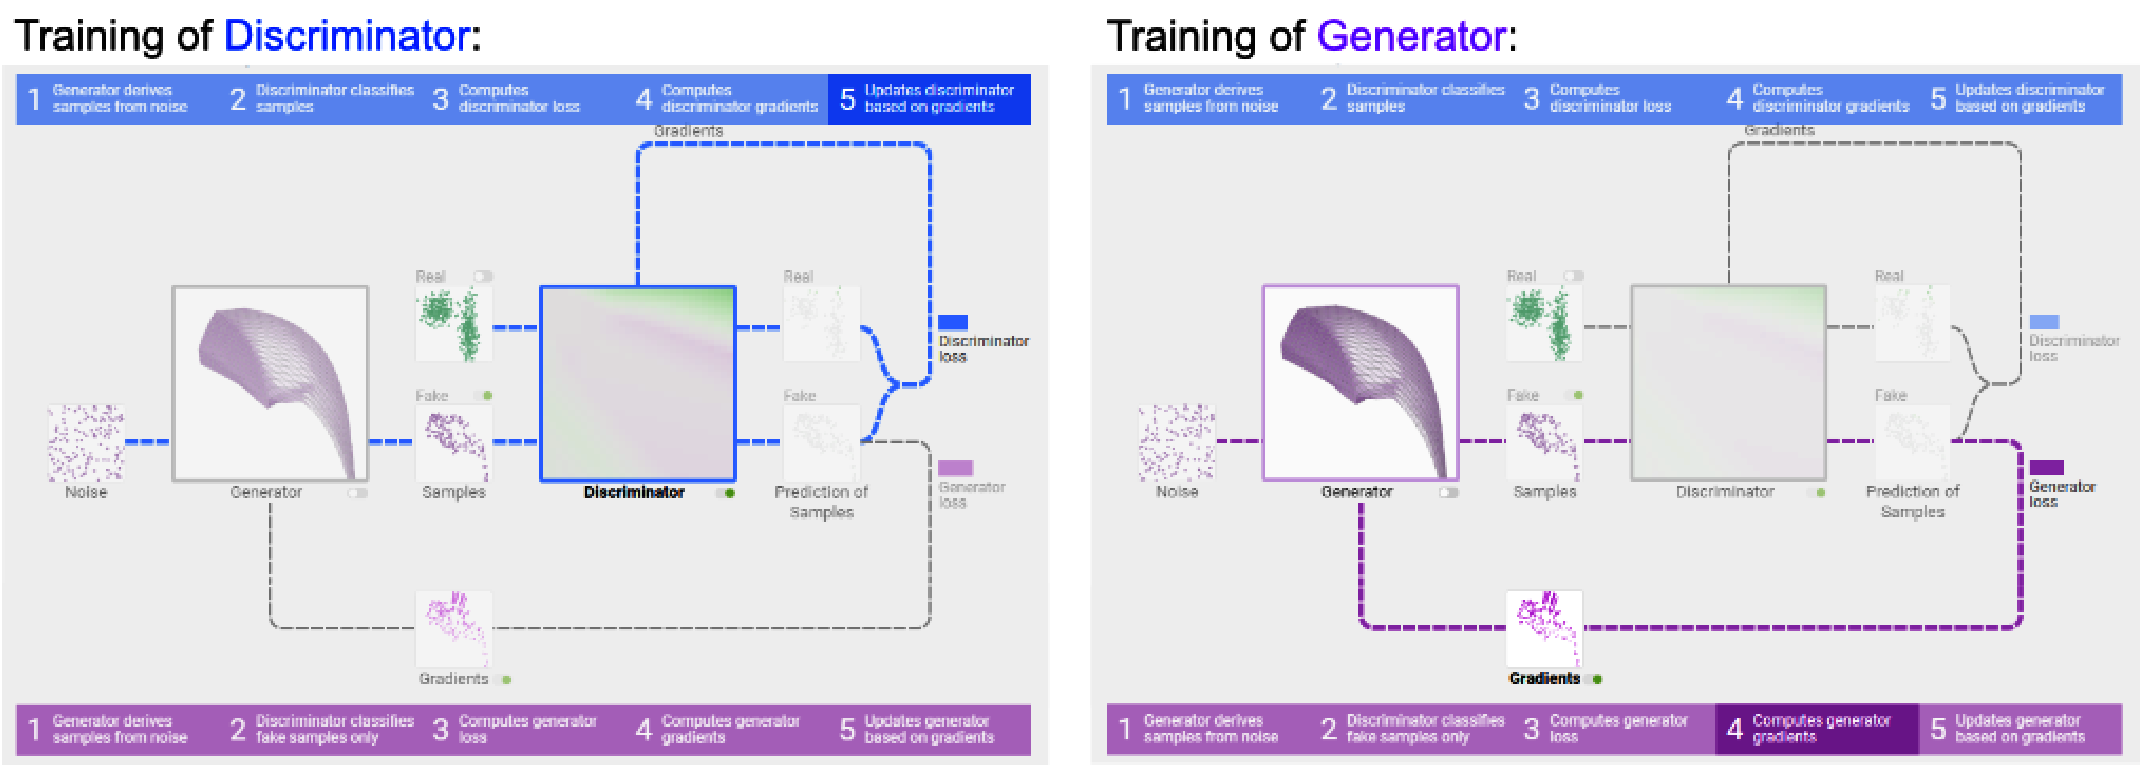 Training of Discriminator:
1 Generator derives
samples from noise
2 Discriminator classifies
samples
3 Computes
discriminator loss
4 Computes
discriminator gradients
5 Updates discriminator
based on gradients
Gradients
Real
Real
Discriminator
loss
Fake
Fake
Noise
Generator
Samples
Discriminator
Prediction of
Samples
Generator
loss
Gradients
1 Generator derives
samples from noise
2 Discriminator classifies
fake samples only
3 Computes generator
loss
4 Computes generator
gradients
5 Updates generator
based on gradients
Training of Generator:
1 Generator derives
samples from noise
2 Discriminator classifies
samples
3 Computes
discriminator loss
4 Computes
discriminator gradients
5 Updates discriminator
based on gradients
Gradients
Real
Real
Discriminator
loss
Fake
Fake
Noise
Generator
Samples
Discriminator
Prediction of
Samples
Generator
loss
Gradients
1 Generator derives
samples from noise
2 Discriminator classifies
fake samples only
3 Computes generator
loss
4 Computes generator
gradients
5 Updates generator
based on gradients